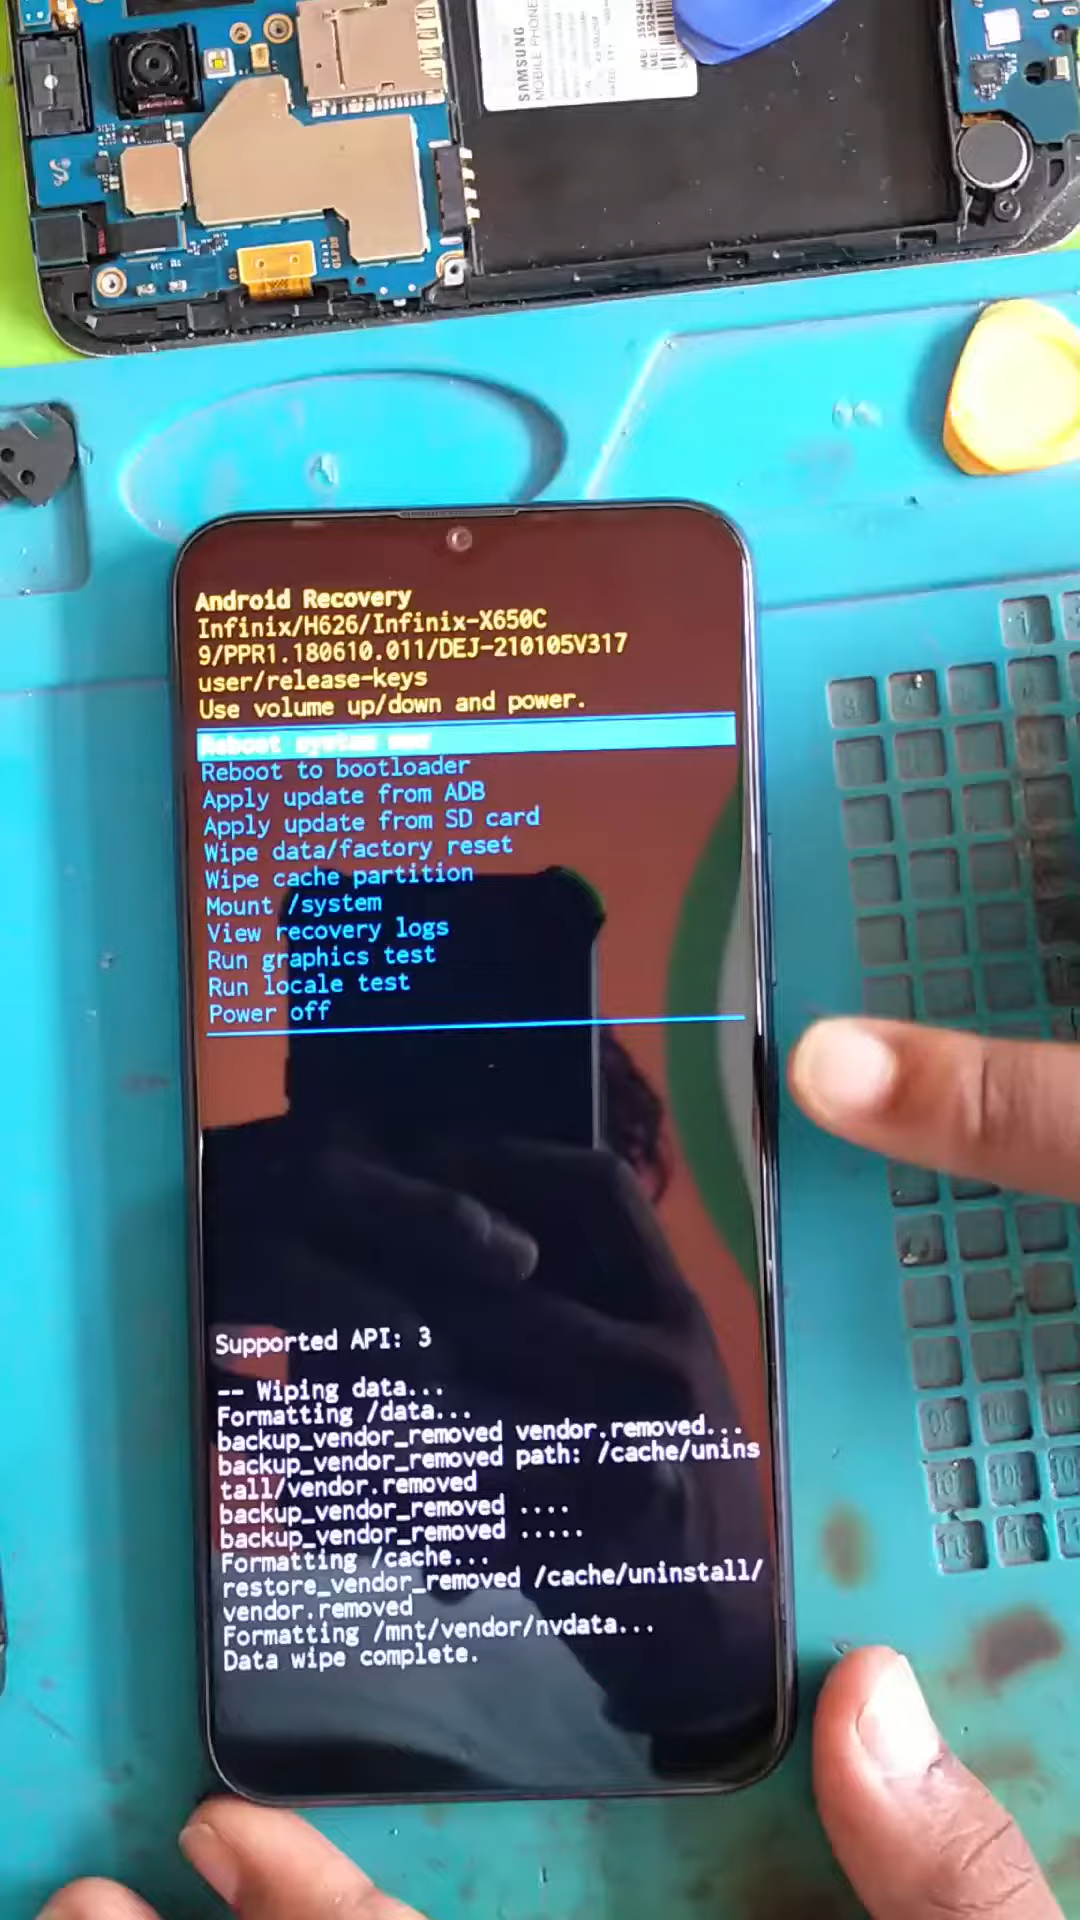 SAMSUNG
MOBILE PHONE
Android Recovery
Infinix/H626/Infinix-X650C
9/PPR1.180610.011/DEJ-210105V317
user/release-keys
Use volume up/down and power.
Reboot system now
Reboot to bootloader
Apply update from ADB
Apply update from SD card
Wipe data/factory reset
Wipe cache partition
Mount /system
View recovery logs
Run graphics test
Run locale test
Power off
Supported API: 3
-- Wiping data...
Formatting /data...
backup_vendor_removed vendor.removed...
backup_vendor_removed path: /cache/unins
tall/vendor.removed
backup_vendor_removed ....
backup_vendor_removed .....
Formatting /cache...
restore_vendor_removed /cache/uninstall/
vendor.removed
Formatting /mnt/vendor/nvdata...
Data wipe complete.